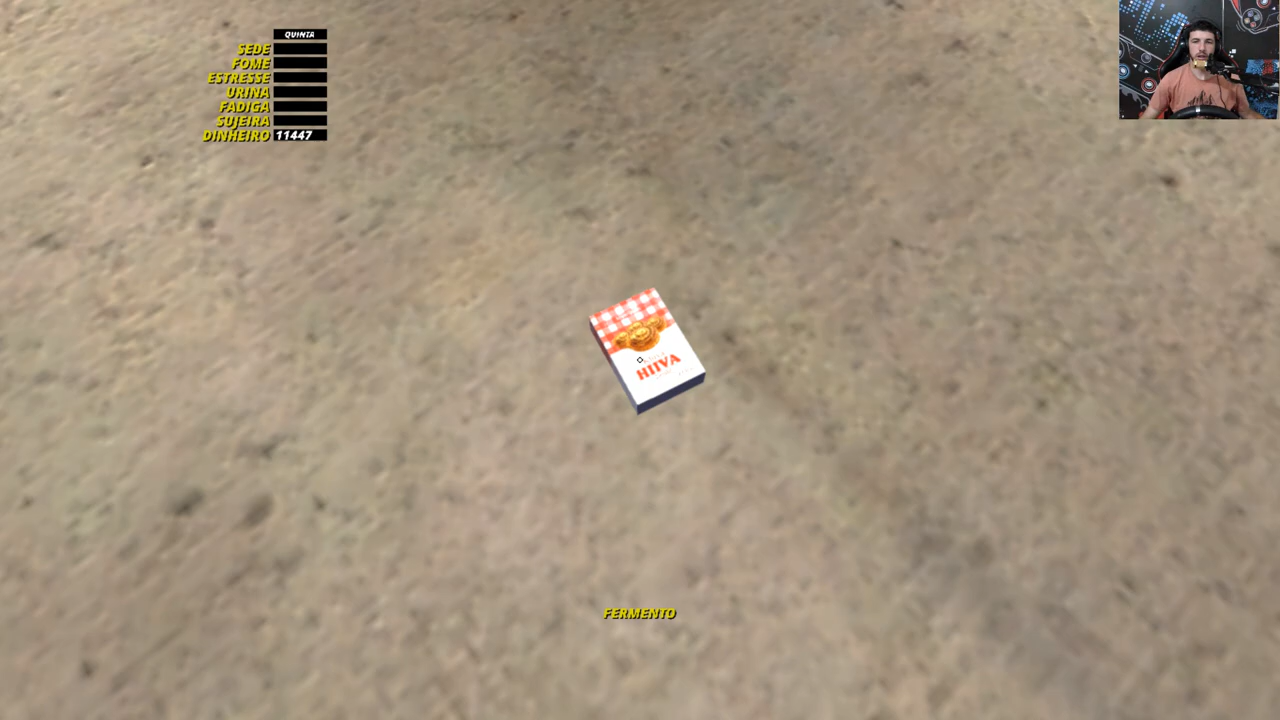 QUINTA
SEDE
FOME
ESTRESSE
URINA
FADIGA
SUJEIRA
DINHEIRO 11447
HIIVA
FERMENTO